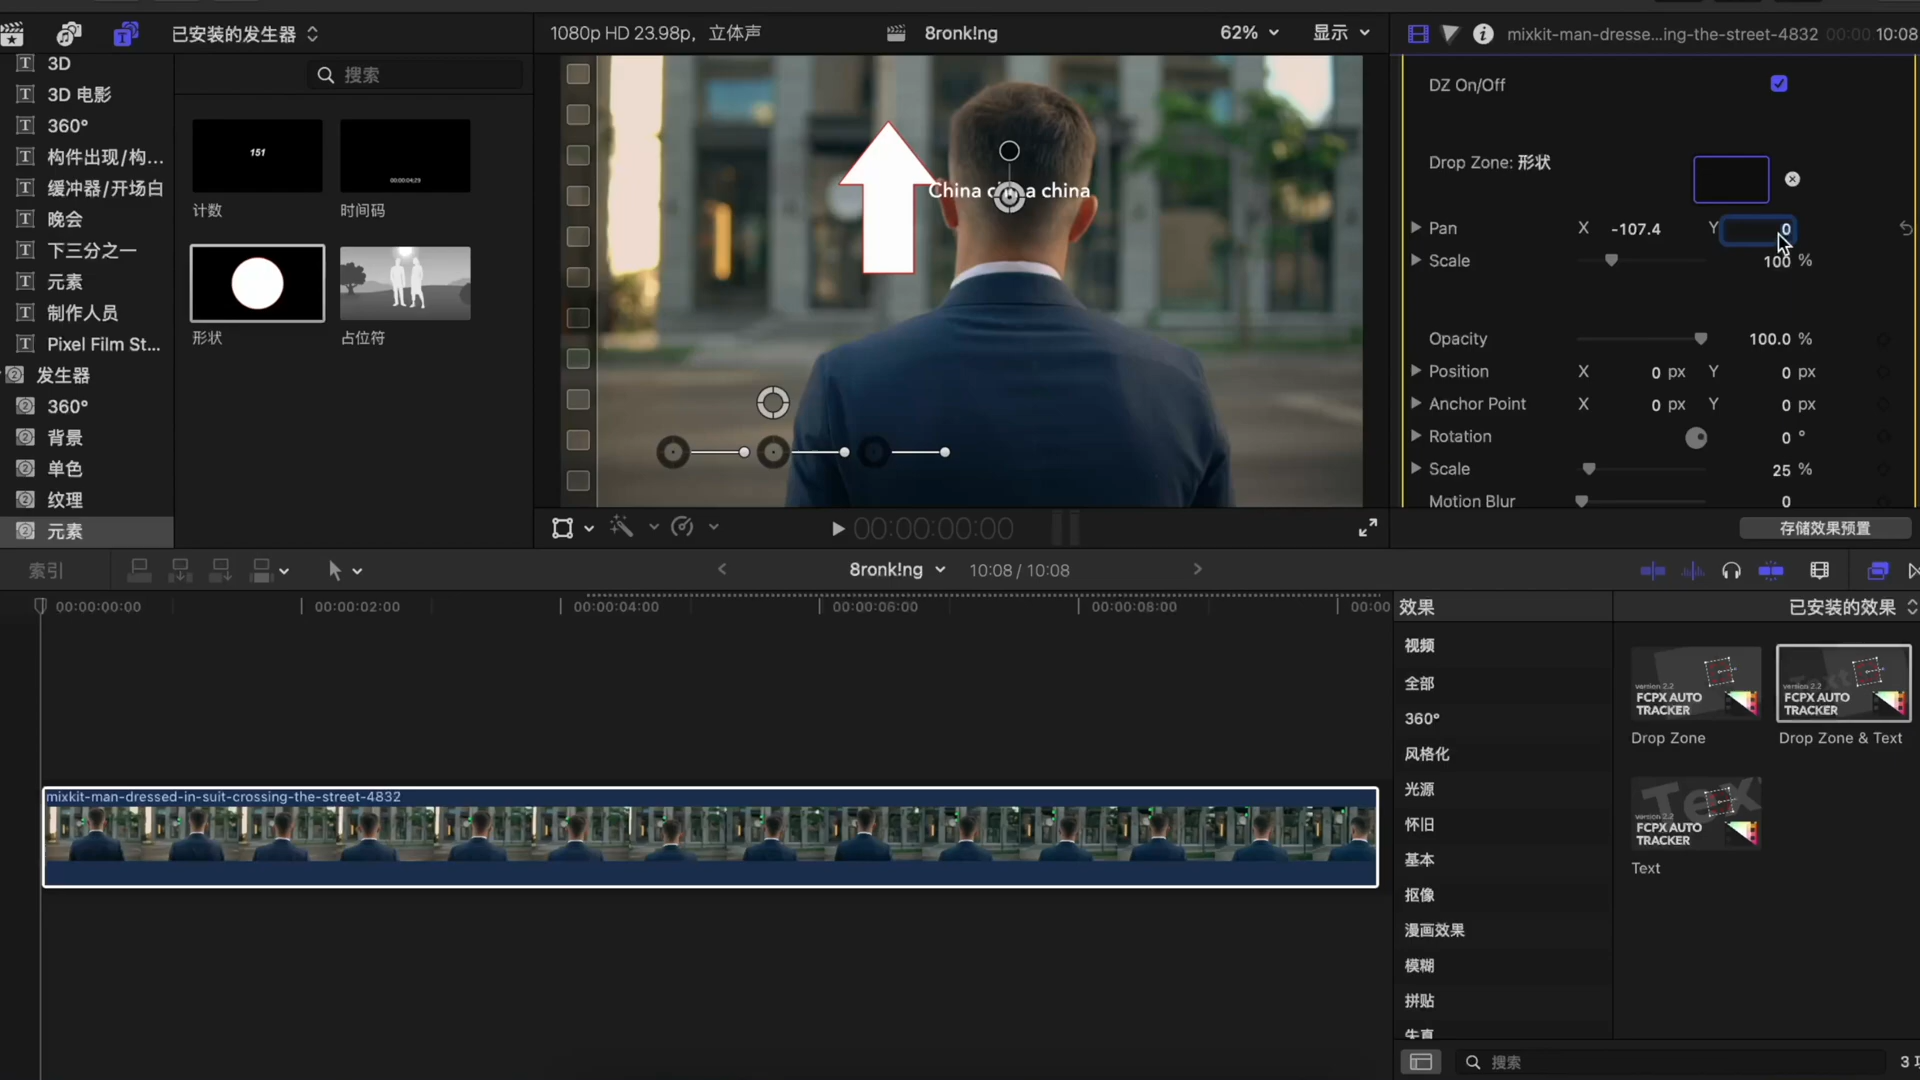 已安装的发生器
1080p HD 23.98p, 立体声
8ronk!ng
62%
显示
mixkit-man-dresse...ing-the-street-4832
00:00
10:08
3D
3D 电影
360°
构件出现/构...
缓冲器/开场白
晚会
下三分之一
元素
制作人员
Pixel Film St...
发生器
360°
背景
单色
纹理
元素
搜索
151
计数
00:00:04:29
时间码
形状
占位符
DZ On/Off
Drop Zone: 形状
Pan X -107.4 Y 0
Scale 100 %
Opacity 100.0 %
Position X 0 px Y 0 px
Anchor Point X 0 px Y 0 px
Rotation 0 °
Scale 25 %
Motion Blur 0
存储效果预置
00:00:00:00
索引
8ronk!ng
10:08 / 10:08
00:00:00:00
00:00:02:00
00:00:04:00
00:00:06:00
00:00:08:00
00:00
mixkit-man-dressed-in-suit-crossing-the-street-4832
效果
已安装的效果
视频
全部
360°
风格化
光源
怀旧
基本
抠像
漫画效果
模糊
拼贴
version 2.2
FCPX AUTO
TRACKER
Drop Zone
version 2.2
FCPX AUTO
TRACKER
Drop Zone & Text
version 2.2
FCPX AUTO
TRACKER
Text
搜索